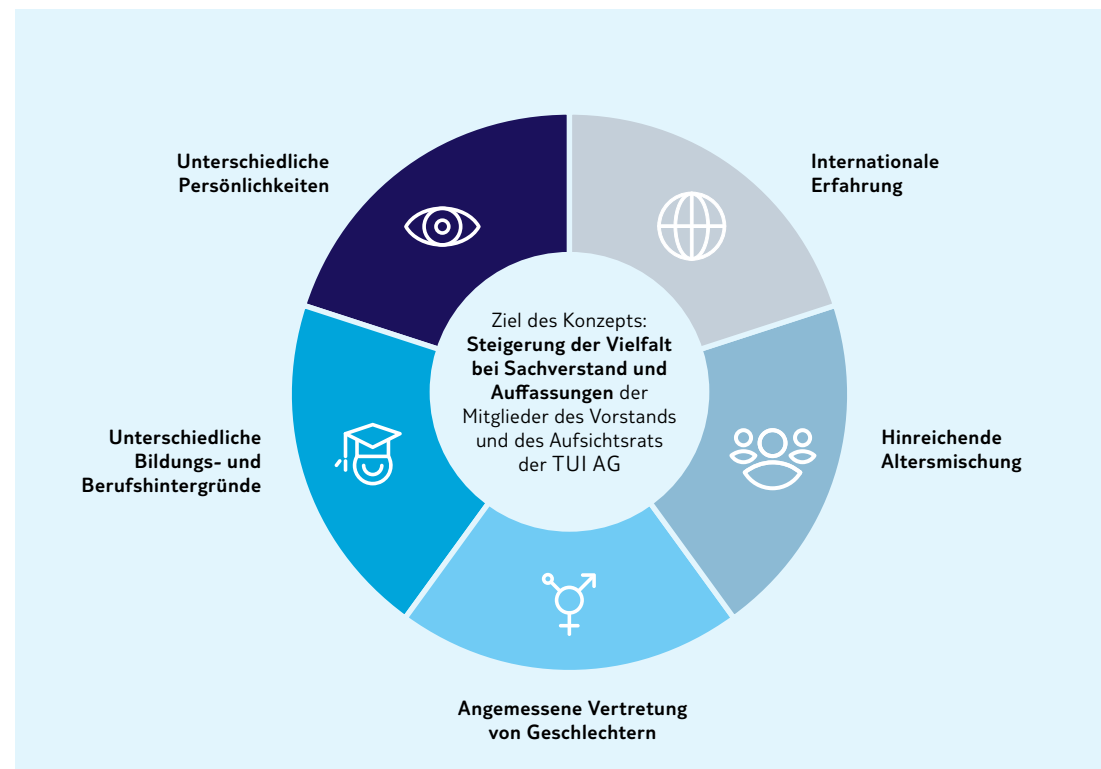 Unterschiedliche
Persönlichkeiten
Internationale
Erfahrung
Ziel des Konzepts:
Steigerung der Vielfalt
bei Sachverstand und
Auffassungen der
Mitglieder des Vorstands
und des Aufsichtsrats
der TUI AG
Unterschiedliche
Bildungs- und
Berufshintergründe
Hinreichende
Altersmischung
Angemessene Vertretung
von Geschlechtern